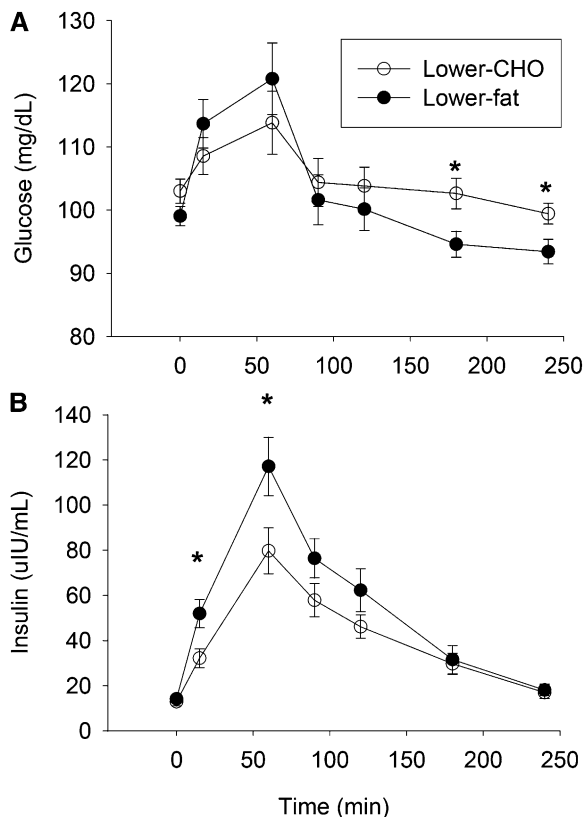 A
130
Lower-CHO
Lower-fat
120
110
100
90
80
Glucose (mg/dL)
*
*
0 50 100 150 200 250
B
140
120
100
80
60
40
20
0
Insulin (uIU/mL)
*
*
0 50 100 150 200 250
Time (min)